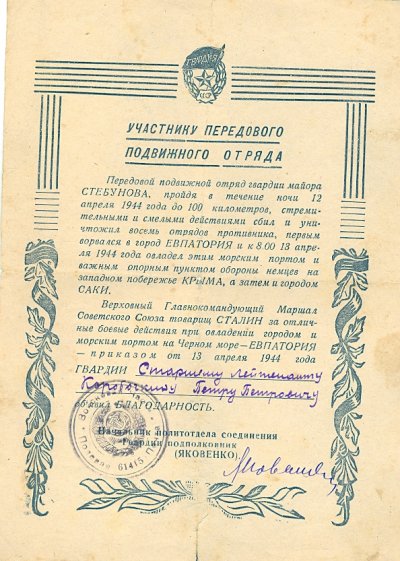 ГВАРДИЯ
СССР
УЧАСТНИКУ ПЕРЕДОВОГО
ПОДВИЖНОГО ОТРЯДА
Передовой подвижной отряд гвардии майора
СТЕБУНОВА, пройдя в течение ночи 12
апреля 1944 года до 100 километров, стреми-
тельными и смелыми действиями сбил и уни-
чтожил восемь отрядов противника, первым
ворвался в город ЕВПАТОРИЯ и к 8.00 13 апре-
ля 1944 года овладел этим морским портом и
важным опорным пунктом обороны немцев на
западном побережье КРЫМА, а затем и городом
САКИ.
Верховный Главнокомандующий Маршал
Советского Союза товарищ СТАЛИН за отлич-
ные боевые действия при овладении городом и
морским портом на Черном море—ЕВПАТОРИЯ
—приказом от 13 апреля 1944 года
ГВАРДИИ Старшему лейтенанту
Петру Петровичу
объявил БЛАГОДАРНОСТЬ.
Начальник политотдела соединения
Гвардии подполковник
(ЯКОВЕНКО)
Полевая 61415